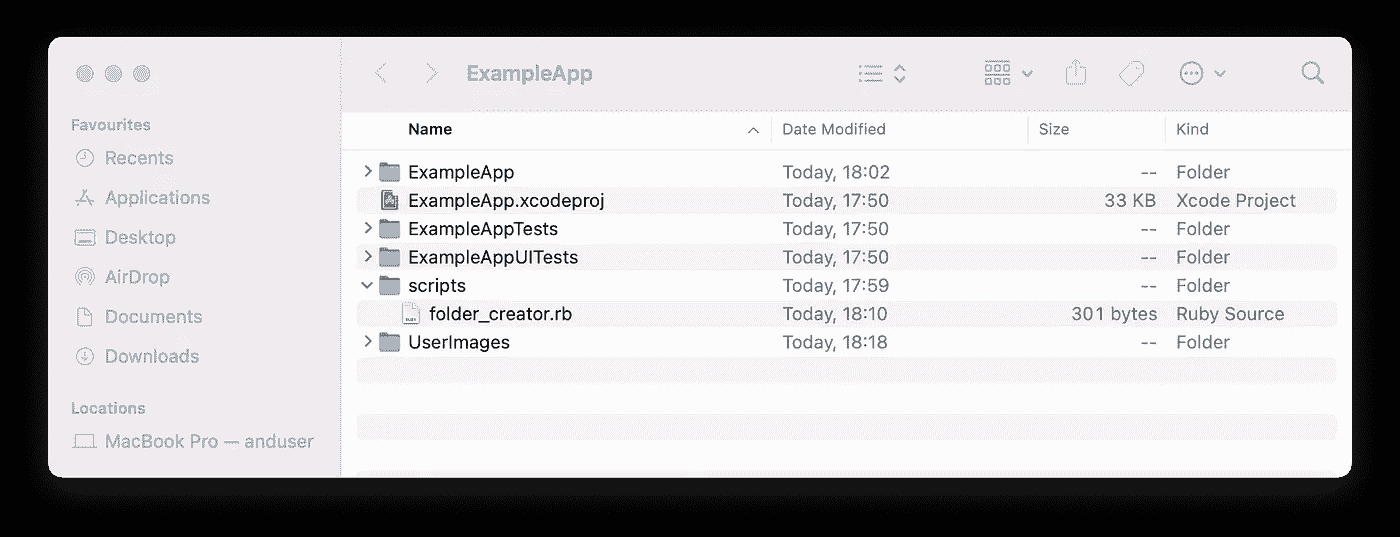 ExampleApp
Favourites
Recents
Applications
Desktop
AirDrop
Documents
Downloads
Locations
MacBook Pro — anduser
Name Date Modified Size Kind
ExampleApp Today, 18:02 -- Folder
ExampleApp.xcodeproj Today, 17:50 33 KB Xcode Project
ExampleAppTests Today, 17:50 -- Folder
ExampleAppUITests Today, 17:50 -- Folder
scripts Today, 17:59 -- Folder
folder_creator.rb Today, 18:10 301 bytes Ruby Source
UserImages Today, 18:18 -- Folder